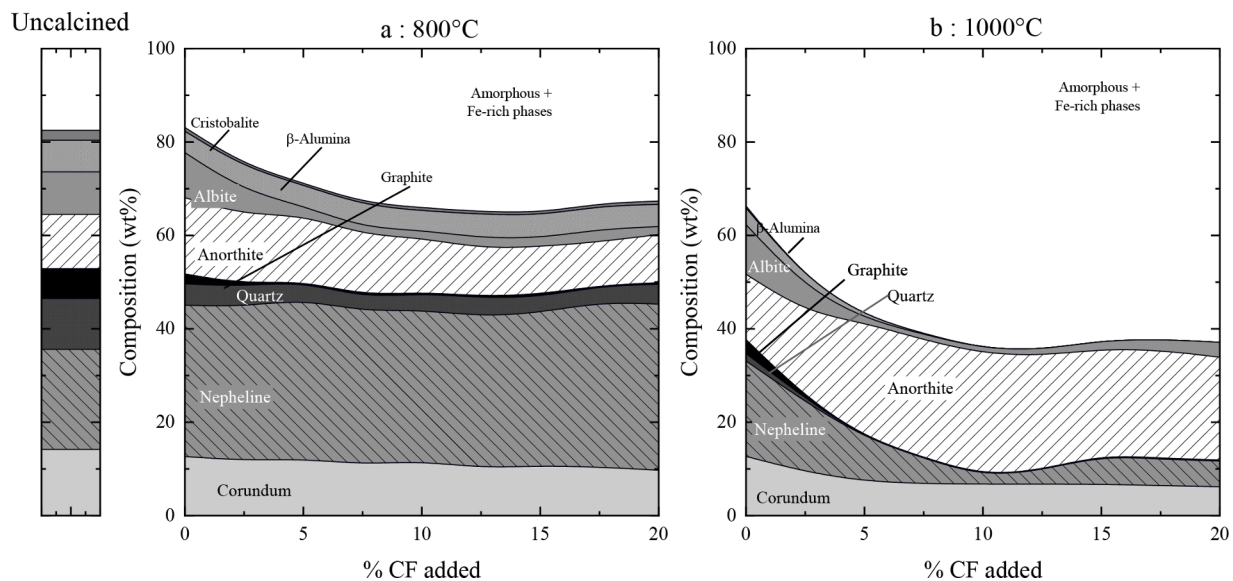 Uncalcined
a : 800°C
b : 1000°C
Composition (wt%)
100
80
60
40
20
0
Cristobalite
β-Alumina
Graphite
Amorphous +
Fe-rich phases
Albite
Anorthite
Quartz
Nepheline
Corundum
0
5
10
15
20
% CF added
Composition (wt%)
100
80
60
40
20
0
Amorphous +
Fe-rich phases
β-Alumina
Albite
Graphite
Quartz
Anorthite
Nepheline
Corundum
0
5
10
15
20
% CF added